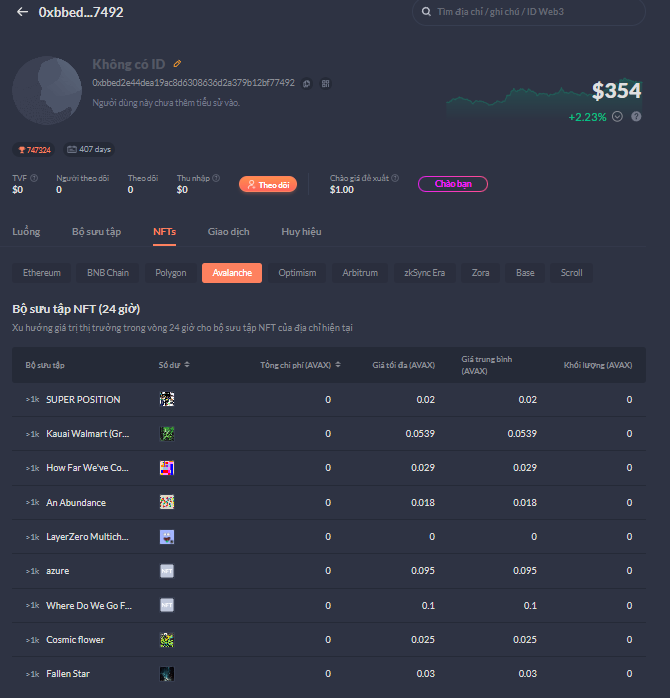 0xbbed...7492
Tìm địa chỉ / ghi chú / ID Web3
Không có ID
0xbbed2e44dea19ac8d6308636d2a379b12bf77492
Người dùng này chưa thêm tiểu sử vào.
$354
+2.23%
747324 407 days
TVF Người theo dõi Theo dõi Thu nhập Chào giá đề xuất
$0 0 0 $0 Theo dõi $1.00 Chào bạn
Luồng Bộ sưu tập NFTs Giao dịch Huy hiệu
Ethereum BNB Chain Polygon Avalanche Optimism Arbitrum zkSync Era Zora Base Scroll
Bộ sưu tập NFT (24 giờ)
Xu hướng giá trị thị trường trong vòng 24 giờ cho bộ sưu tập NFT của địa chỉ hiện tại
Bộ sưu tập Số dư Tổng chi phí (AVAX) Giá tối đa (AVAX) Giá trung bình (AVAX) Khối lượng (AVAX)
>1k SUPER POSITION 0 0.02 0.02 0
>1k Kauai Walmart (Gr... 0 0.0539 0.0539 0
>1k How Far We've Co... 0 0.029 0.029 0
>1k An Abundance 0 0.018 0.018 0
>1k LayerZero Multich... 0 0 0 0
>1k azure NFT 0 0.095 0.095 0
>1k Where Do We Go F... NFT 0 0.1 0.1 0
>1k Cosmic flower 0 0.025 0.025 0
>1k Fallen Star 0 0.03 0.03 0